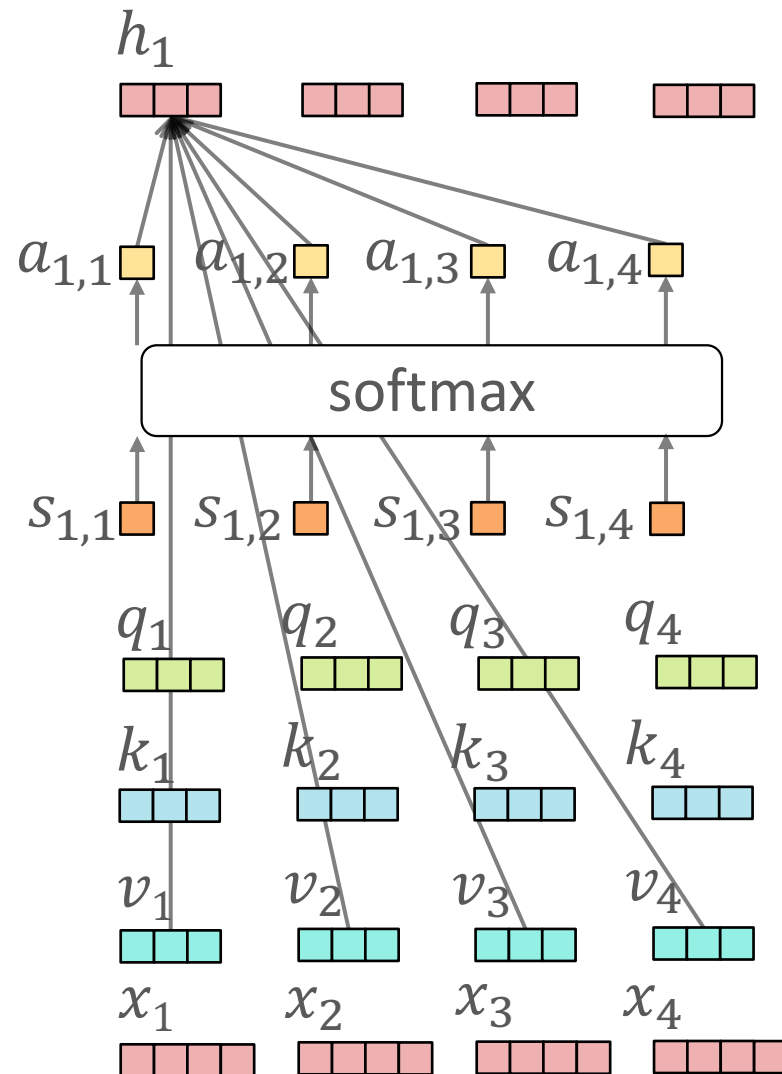 h₁
a₁,₁ a₁,₂ a₁,₃ a₁,₄
softmax
s₁,₁ s₁,₂ s₁,₃ s₁,₄
q₁ q₂ q₃ q₄
k₁ k₂ k₃ k₄
v₁ v₂ v₃ v₄
x₁ x₂ x₃ x₄